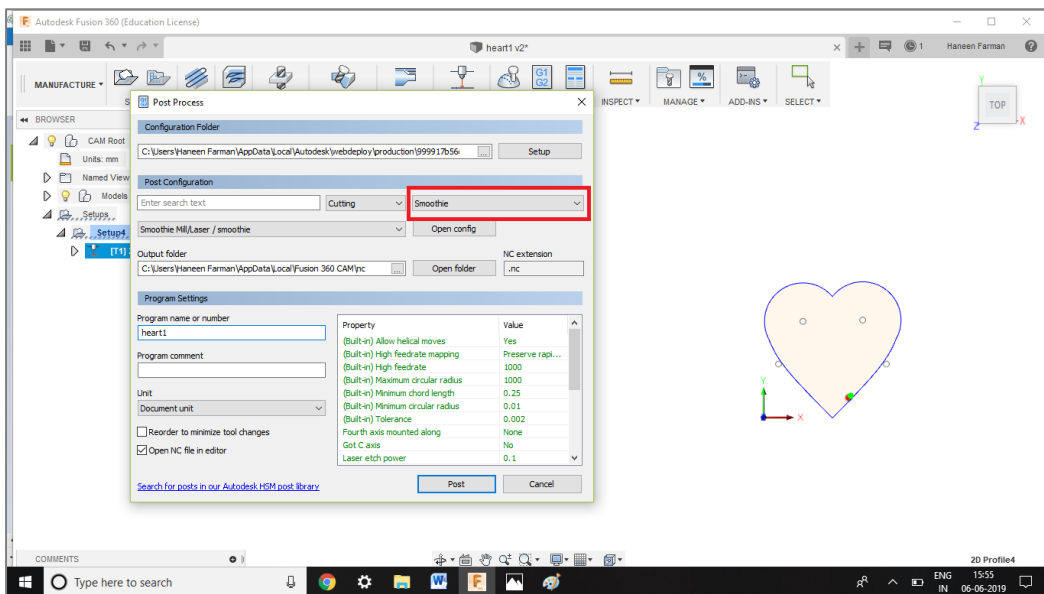 Autodesk Fusion 360 (Education License)
heart1 v2*
1
Haneen Farman
MANUFACTURE
G1
G2
%
INSPECT
MANAGE
ADD-INS
SELECT
BROWSER
CAM Root
Units: mm
Named View
Models
Setups
Setup4
[T1]
Post Process
Configuration Folder
C:\Users\Haneen Farman\AppData\Local\Autodesk\webdeploy\production\999917b56
...
Setup
Post Configuration
Enter search text
Cutting
Smoothie
Smoothie Mill/Laser / smoothie
Open config
Output folder
NC extension
C:\Users\Haneen Farman\AppData\Local\Fusion 360 CAM\nc
...
Open folder
.nc
Program Settings
Program name or number
heart1
Program comment
Unit
Document unit
Reorder to minimize tool changes
Open NC file in editor
Property Value
(Built-in) Allow helical moves Yes
(Built-in) High feedrate mapping Preserve rapi...
(Built-in) High feedrate 1000
(Built-in) Maximum circular radius 1000
(Built-in) Minimum chord length 0.25
(Built-in) Minimum circular radius 0.01
(Built-in) Tolerance 0.002
Fourth axis mounted along None
Got C axis No
Laser etch power 0.1
Search for posts in our Autodesk HSM post library
Post
Cancel
Y
TOP
Z
X
Y
X
COMMENTS
2D Profile4
Type here to search
ENG
IN
15:55
06-06-2019